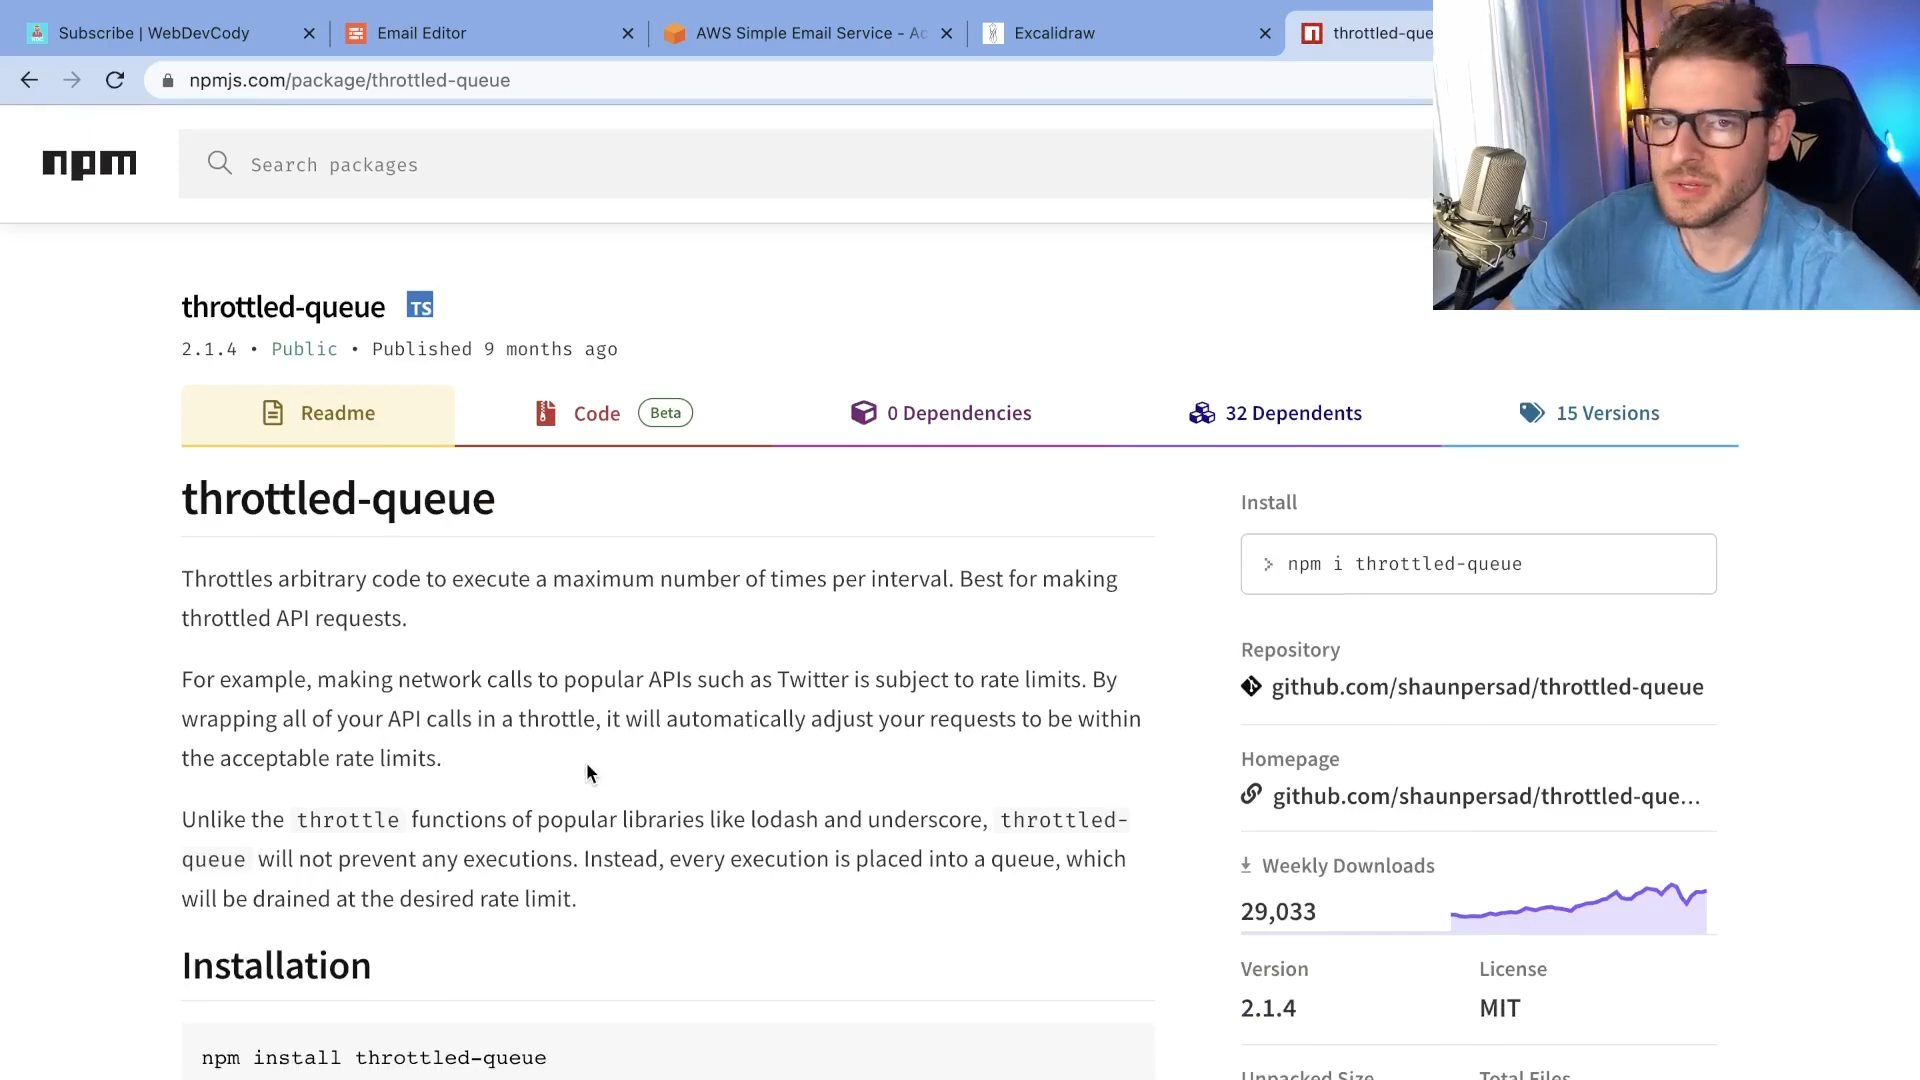 Subscribe | WebDevCody
Email Editor
AWS Simple Email Service - Ac
Excalidraw
throttled-que
npmjs.com/package/throttled-queue
npm
Search packages
throttled-queue TS
2.1.4 • Public • Published 9 months ago
Readme
Code Beta
0 Dependencies
32 Dependents
15 Versions
throttled-queue
Throttles arbitrary code to execute a maximum number of times per interval. Best for making
throttled API requests.
For example, making network calls to popular APIs such as Twitter is subject to rate limits. By
wrapping all of your API calls in a throttle, it will automatically adjust your requests to be within
the acceptable rate limits.
Unlike the throttle functions of popular libraries like lodash and underscore, throttled-
queue will not prevent any executions. Instead, every execution is placed into a queue, which
will be drained at the desired rate limit.
Installation
npm install throttled-queue
Install
> npm i throttled-queue
Repository
github.com/shaunpersad/throttled-queue
Homepage
github.com/shaunpersad/throttled-que...
Weekly Downloads
29,033
Version
License
2.1.4
MIT
Unpacked Size
Total Files